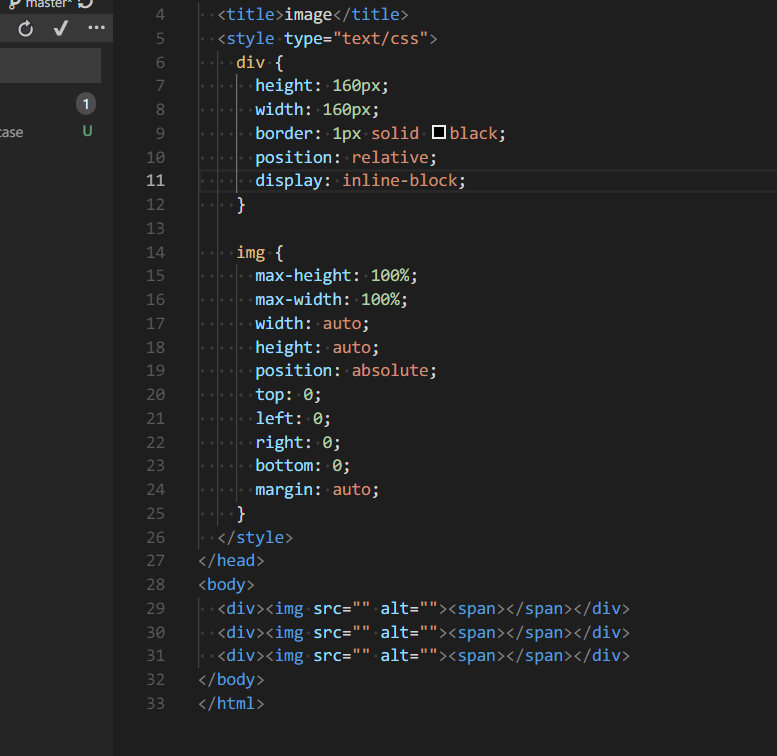 master*
1
case
U
4 <title>image</title>
5 <style type="text/css">
6 div {
7 height: 160px;
8 width: 160px;
9 border: 1px solid black;
10 position: relative;
11 display: inline-block;
12 }
13
14 img {
15 max-height: 100%;
16 max-width: 100%;
17 width: auto;
18 height: auto;
19 position: absolute;
20 top: 0;
21 left: 0;
22 right: 0;
23 bottom: 0;
24 margin: auto;
25 }
26 </style>
27 </head>
28 <body>
29 <div><img src="" alt=""><span></span></div>
30 <div><img src="" alt=""><span></span></div>
31 <div><img src="" alt=""><span></span></div>
32 </body>
33 </html>